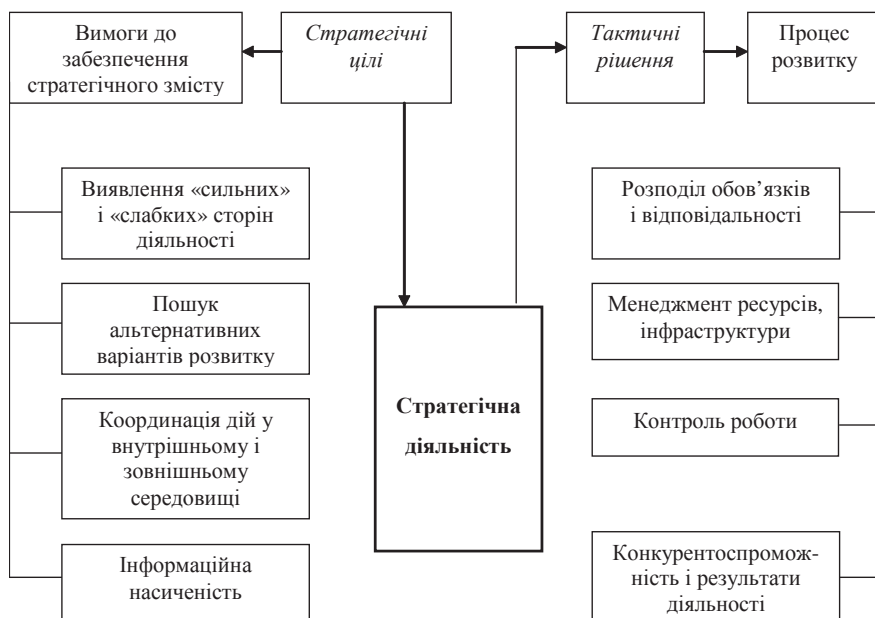 Вимоги до
забезпечення
стратегічного змісту
Стратегічні
цілі
Тактичні
рішення
Процес
розвитку
Виявлення «сильних»
і «слабких» сторін
діяльності
Пошук
альтернативних
варіантів розвитку
Координація дій у
внутрішньому і
зовнішньому
середовищі
Інформаційна
насиченість
Стратегічна
діяльність
Розподіл обов’язків
і відповідальності
Менеджмент ресурсів,
інфраструктури
Контроль роботи
Конкурентоспромож-
ність і результати
діяльності